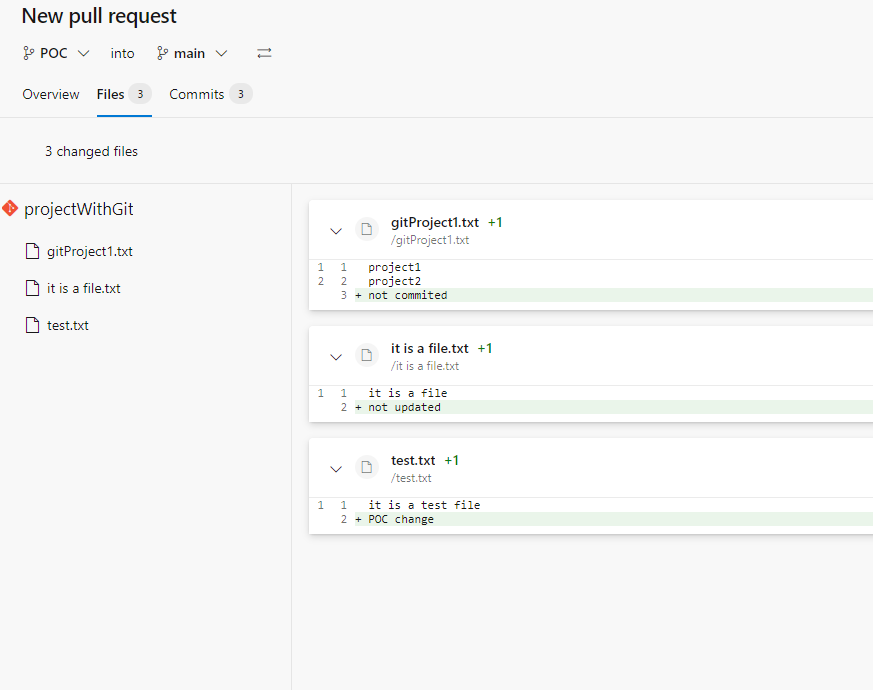 New pull request
POC into main
Overview Files 3 Commits 3
3 changed files
projectWithGit
gitProject1.txt
it is a file.txt
test.txt
gitProject1.txt +1
/gitProject1.txt
1 1 project1
2 2 project2
3 + not commited
it is a file.txt +1
/it is a file.txt
1 1 it is a file
2 + not updated
test.txt +1
/test.txt
1 1 it is a test file
2 + POC change